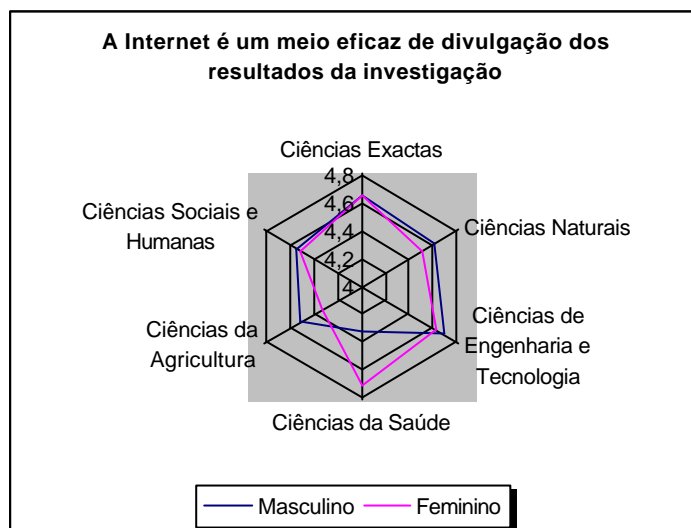 A Internet é um meio eficaz de divulgação dos
resultados da investigação
Ciências Exactas
4,8
4,6
4,4
4,2
4
Ciências Naturais
Ciências de
Engenharia e
Tecnologia
Ciências da Saúde
Ciências da
Agricultura
Ciências Sociais e
Humanas
Masculino Feminino